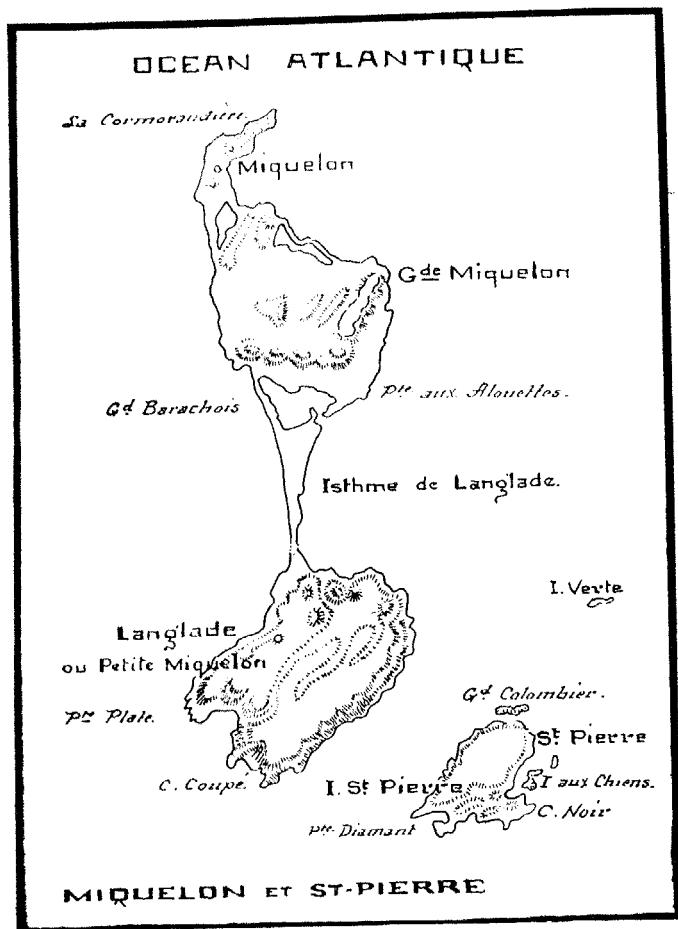 OCEAN ATLANTIQUE
La Cormorandière.
Miquelon
Gde Miquelon
Gd Barachois
Pte aux Alouettes.
Isthme de Langlade.
I. Verte
Langlade
ou Petite Miquelon
Pte Plate.
Gd Colombier.
St Pierre
C. Coupé.
I. St Pierre
I aux Chiens.
C. Noir
Pte Diamant
MIQUELON ET ST-PIERRE